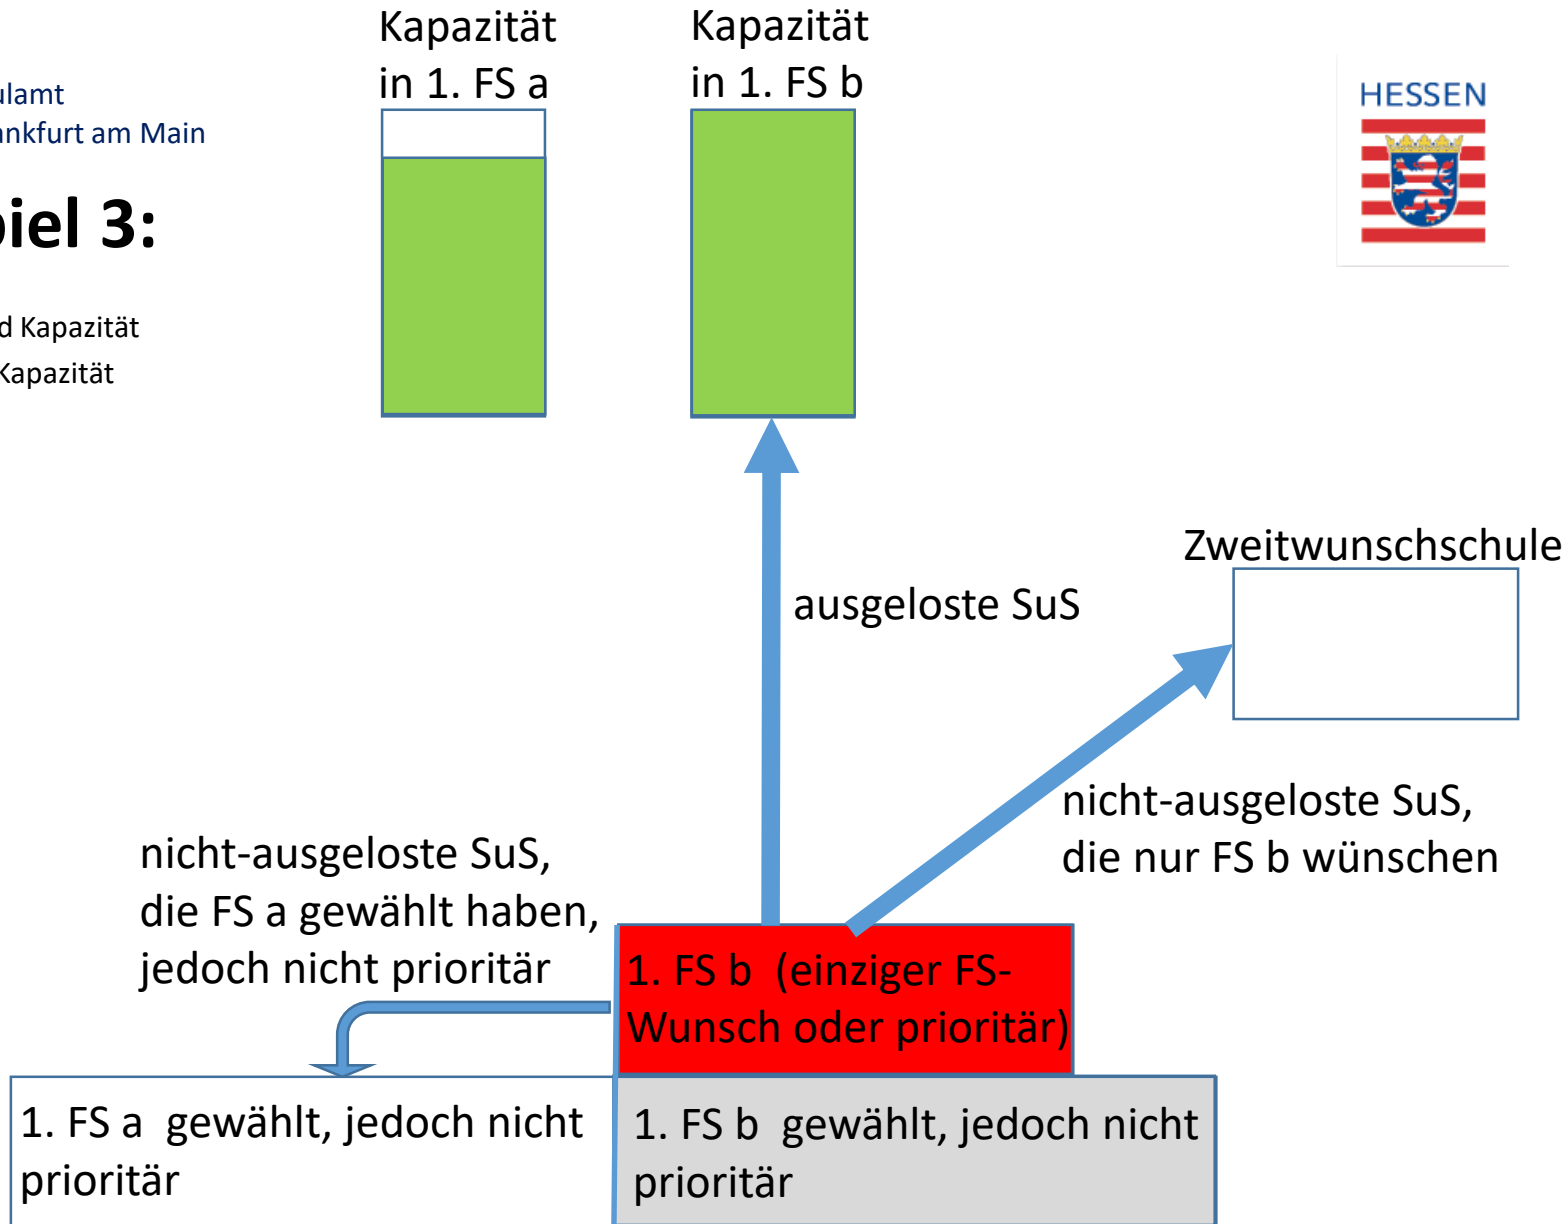 Kapazität
in 1. FS a
Kapazität
in 1. FS b
ulamt
ankfurt am Main
HESSEN
piel 3:
d Kapazität
Kapazität
Zweitwunschschule
ausgeloste SuS
nicht-ausgeloste SuS,
die nur FS b wünschen
nicht-ausgeloste SuS,
die FS a gewählt haben,
jedoch nicht prioritär
1. FS b (einziger FS-
Wunsch oder prioritär)
1. FS a gewählt, jedoch nicht
prioritär
1. FS b gewählt, jedoch nicht
prioritär